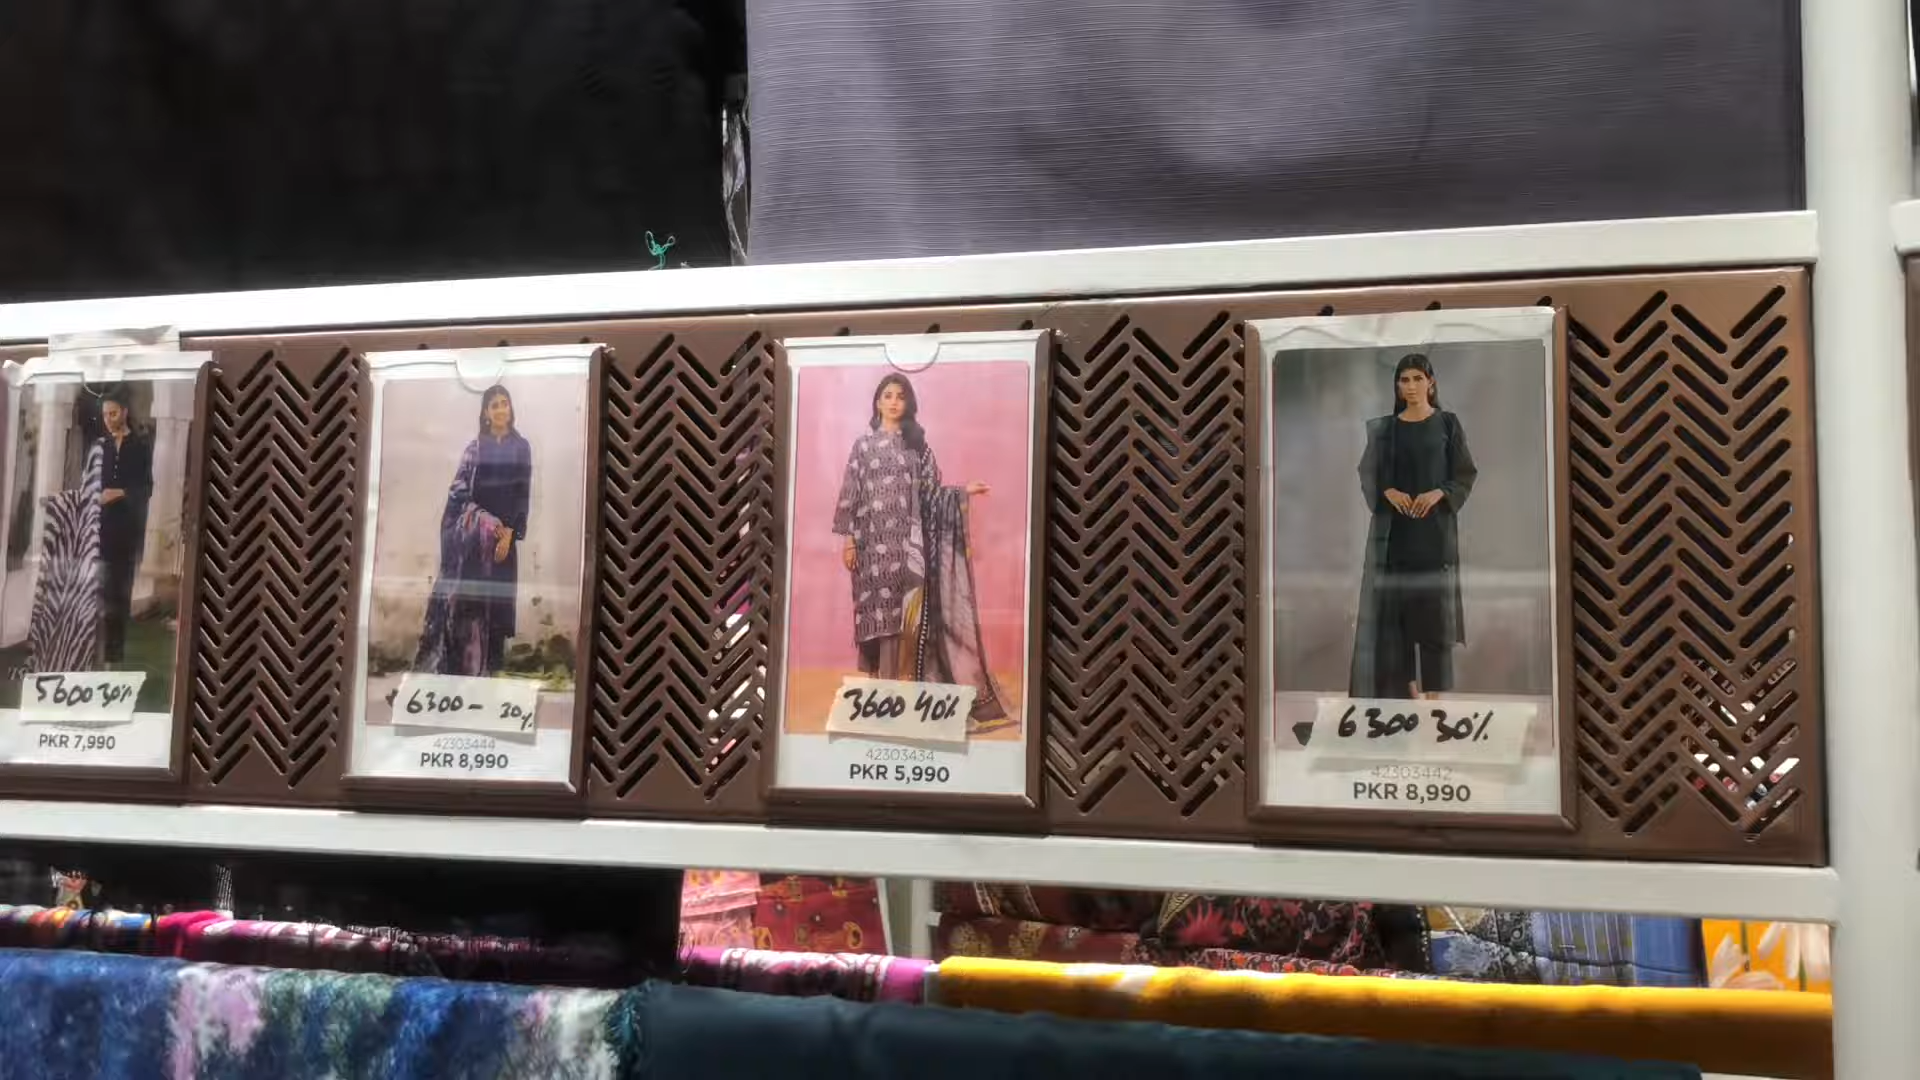 5600 30%
PKR 7,990
6300 - 30%
42303444
PKR 8,990
3600 40%
42303434
PKR 5,990
6300 30%
42303442
PKR 8,990